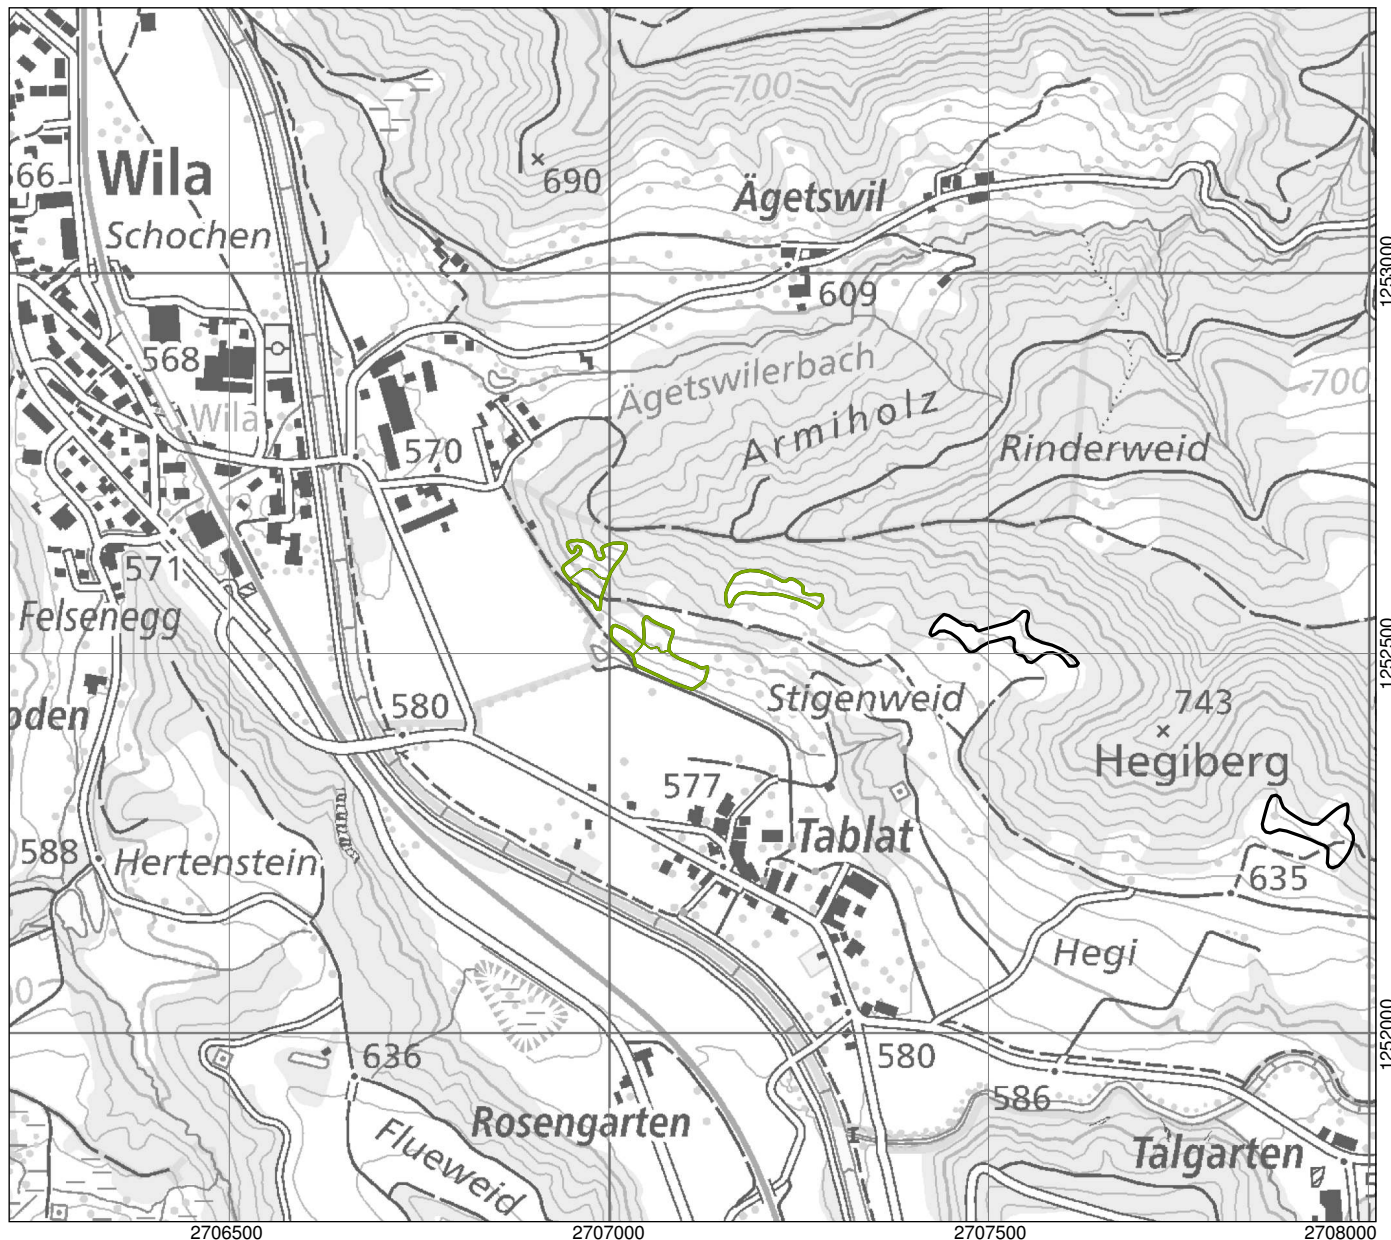 700
Wila
690
Ägetswil
Schochen
609
1253000
568
Ägetswilerbach
700
Armiholz
Wila
570
Rinderweid
571
Felsenegg
1252500
580
Stigenweid
743
Hegiberg
577
Tablat
588
Hertenstein
635
Hegi
636
580
1252000
586
Rosengarten
Flueweid
Talgarten
2706500
2707000
2707500
2708000